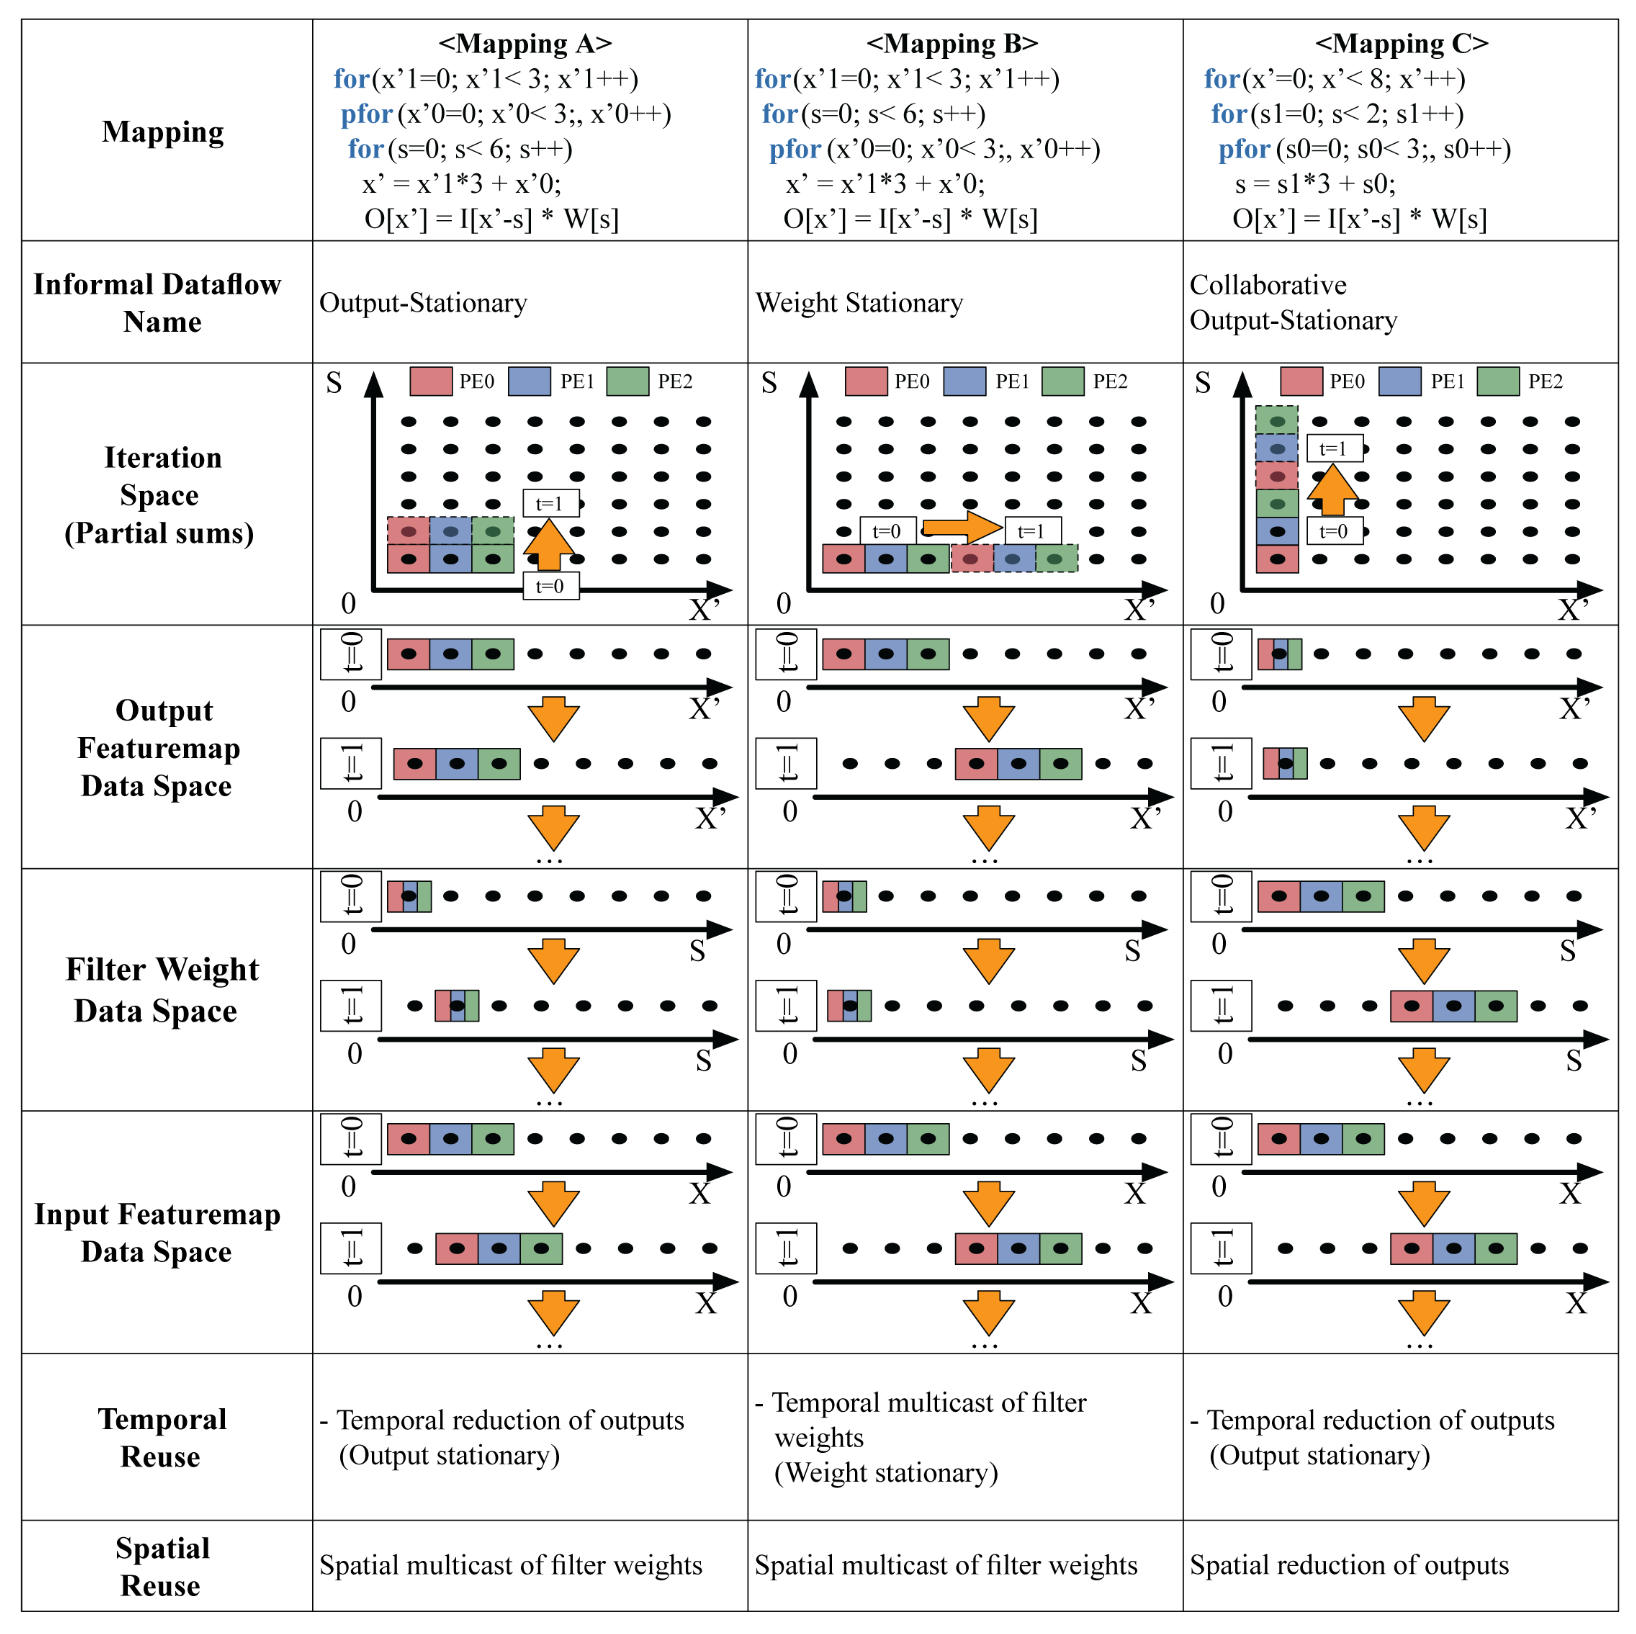 Mapping
<Mapping A>
for(x’1=0; x’1< 3; x’1++)
pfor(x’0=0; x’0< 3;, x’0++)
for(s=0; s< 6; s++)
x’ = x’1*3 + x’0;
O[x’] = I[x’-s] * W[s]
<Mapping B>
for(x’1=0; x’1< 3; x’1++)
for(s=0; s< 6; s++)
pfor(x’0=0; x’0< 3;, x’0++)
x’ = x’1*3 + x’0;
O[x’] = I[x’-s] * W[s]
<Mapping C>
for(x’=0; x’< 8; x’++)
for(s1=0; s< 2; s1++)
pfor(s0=0; s0< 3;, s0++)
s = s1*3 + s0;
O[x’] = I[x’-s] * W[s]
Informal Dataflow
Name
Output-Stationary
Weight Stationary
Collaborative
Output-Stationary
Iteration
Space
(Partial sums)
S
PE0
PE1
PE2
t=1
t=0
0
X’
S
PE0
PE1
PE2
t=0
t=1
0
X’
S
PE0
PE1
PE2
t=1
t=0
0
X’
Output
Featuremap
Data Space
t=0
0
X’
t=1
0
X’
...
t=0
0
X’
t=1
0
X’
...
t=0
0
X’
t=1
0
X’
...
Filter Weight
Data Space
t=0
0
S
t=1
0
S
...
t=0
0
S
t=1
0
S
...
t=0
0
S
t=1
0
S
...
Input Featuremap
Data Space
t=0
0
X
t=1
0
X
...
t=0
0
X
t=1
0
X
...
t=0
0
X
t=1
0
X
...
Temporal
Reuse
- Temporal reduction of outputs
(Output stationary)
- Temporal multicast of filter
weights
(Weight stationary)
- Temporal reduction of outputs
(Output stationary)
Spatial
Reuse
Spatial multicast of filter weights
Spatial multicast of filter weights
Spatial reduction of outputs